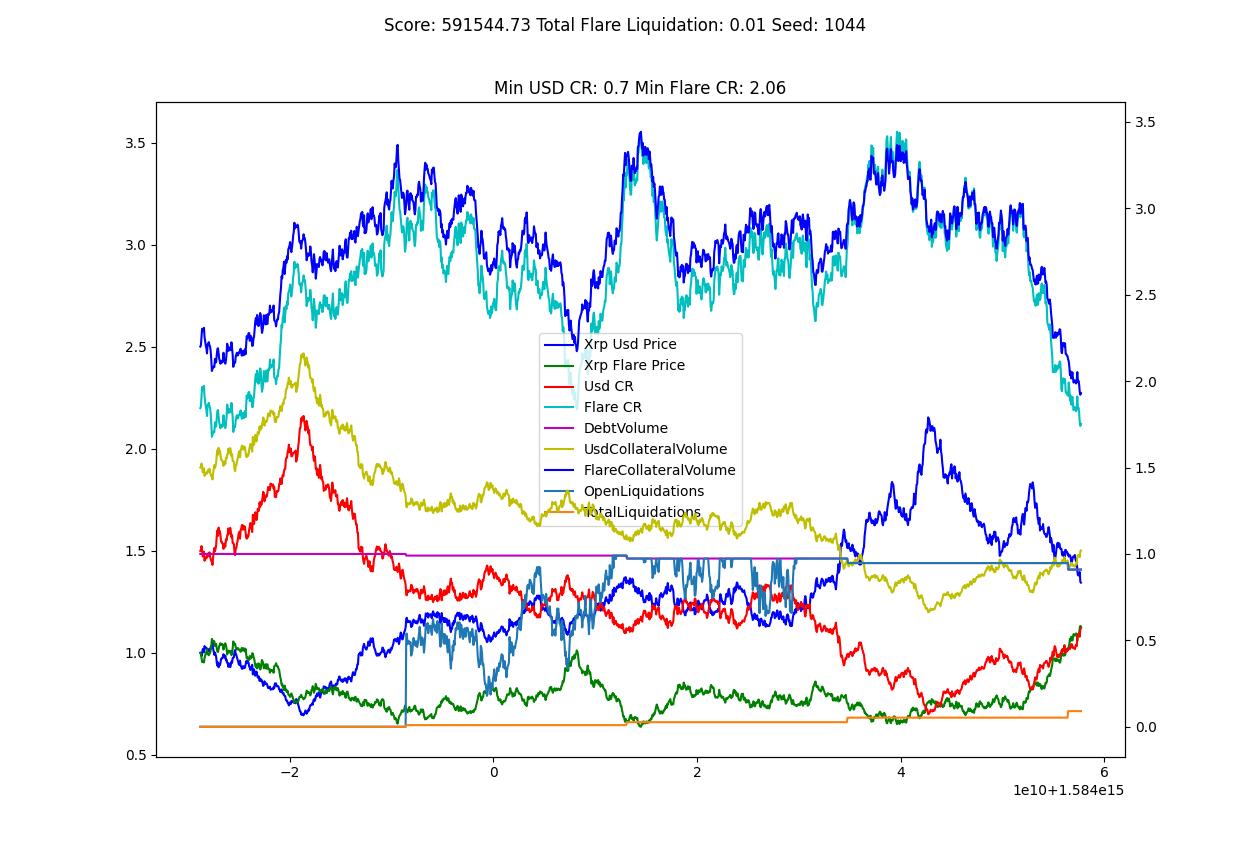 Score: 591544.73 Total Flare Liquidation: 0.01 Seed: 1044
Min USD CR: 0.7 Min Flare CR: 2.06
3.5
3.0
2.5
2.0
1.5
1.0
0.5
3.5
3.0
2.5
2.0
1.5
1.0
0.5
0.0
Xrp Usd Price
Xrp Flare Price
Usd CR
Flare CR
DebtVolume
UsdCollateralVolume
FlareCollateralVolume
OpenLiquidations
TotalLiquidations
−2 0 2 4 6
1e10+1.584e15